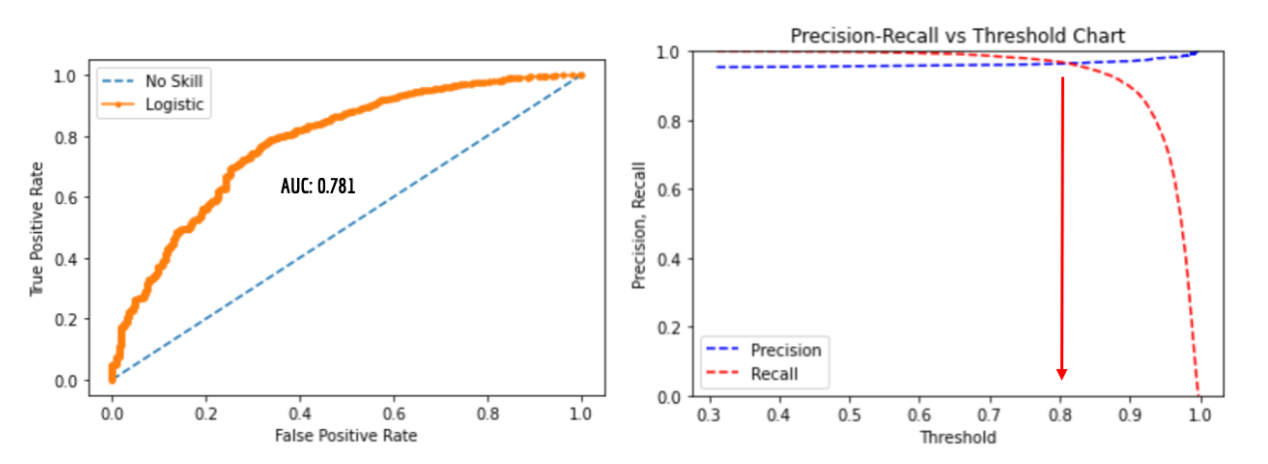 No Skill
Logistic
AUC: 0.781
True Positive Rate
1.0
0.8
0.6
0.4
0.2
0.0
0.0 0.2 0.4 0.6 0.8 1.0
False Positive Rate
Precision-Recall vs Threshold Chart
Precision, Recall
1.0
0.8
0.6
0.4
0.2
0.0
Precision
Recall
0.3 0.4 0.5 0.6 0.7 0.8 0.9 1.0
Threshold